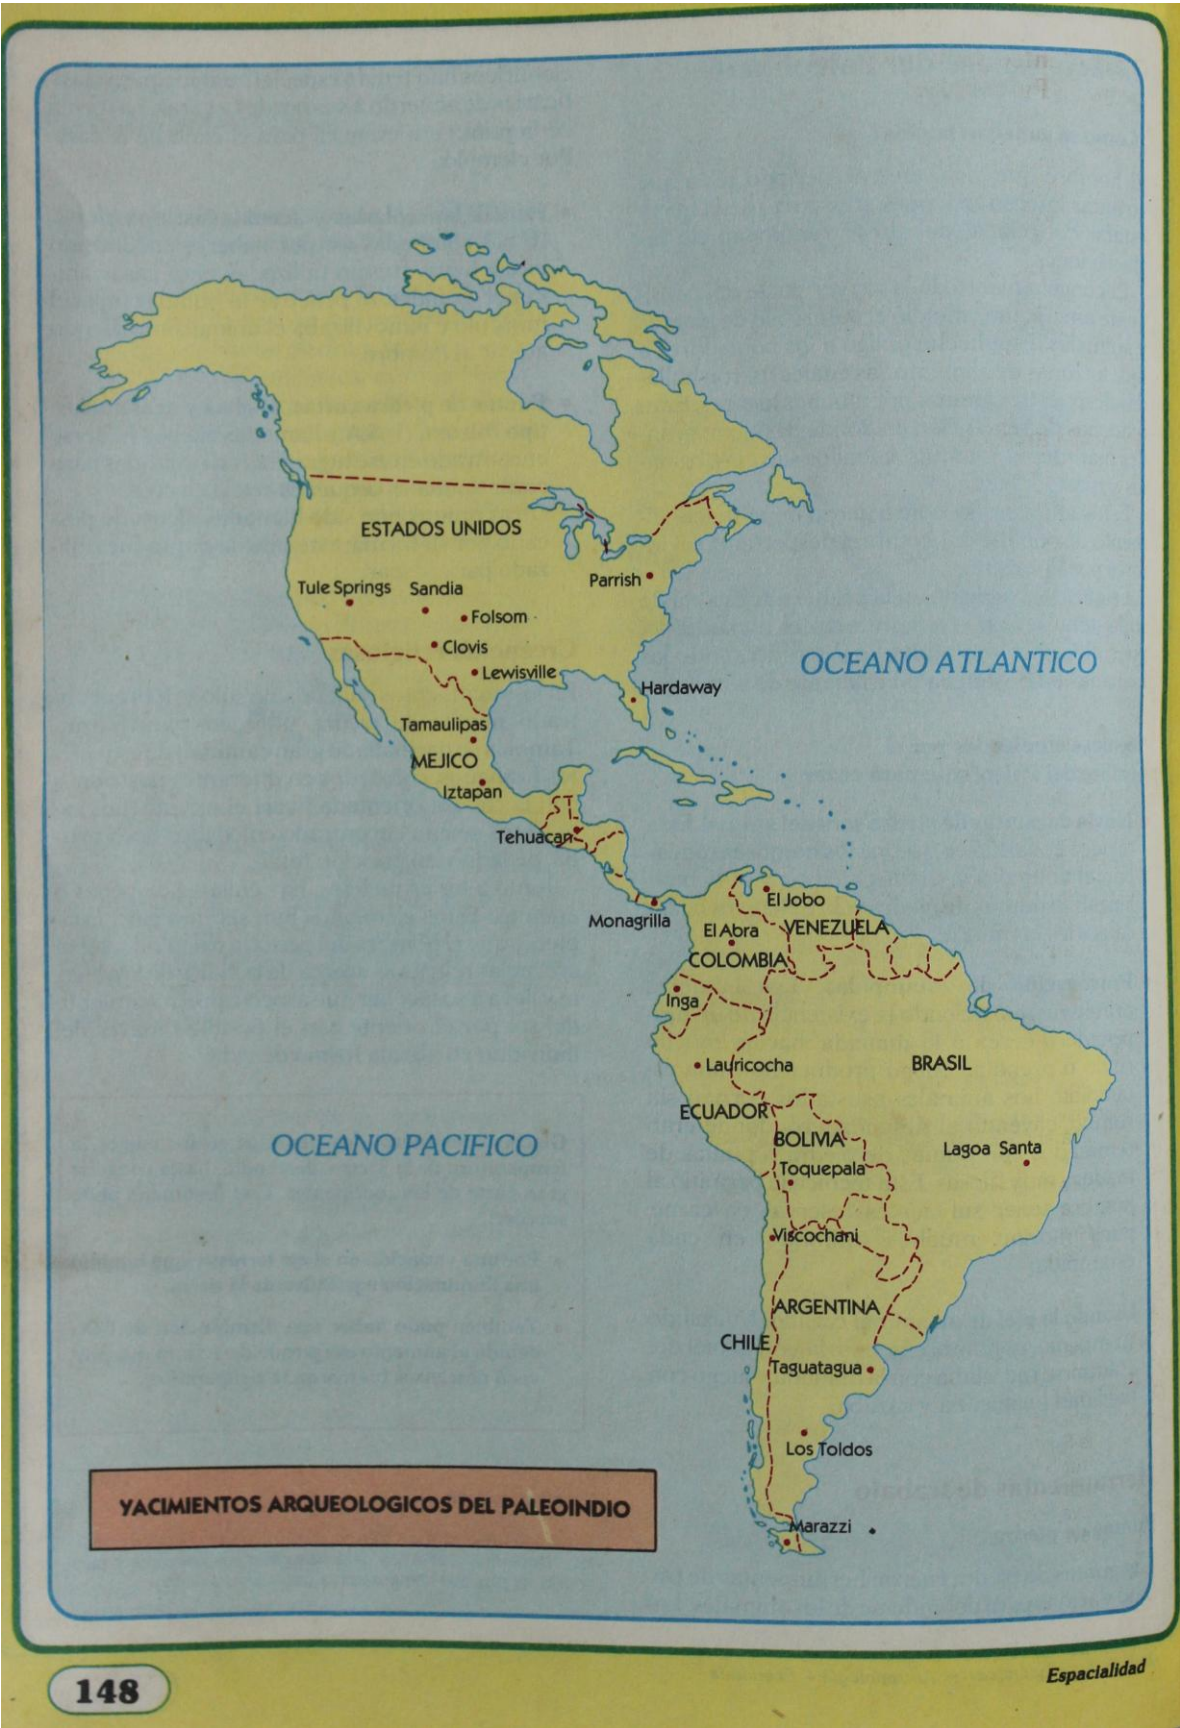 ESTADOS UNIDOS
Tule Springs
Sandia
Parrish
Folsom
Clovis
OCEANO ATLANTICO
Lewisville
Hardaway
Tamaulipas
MEJICO
Iztapan
Tehuacan
El Jobo
Monagrilla
El Abra
VENEZUELA
COLOMBIA
Inga
Lauricocha
BRASIL
ECUADOR
OCEANO PACIFICO
BOLIVIA
Lagoa Santa
Toquepala
Viscochani
ARGENTINA
CHILE
Taguatagua
Los Toldos
YACIMIENTOS ARQUEOLOGICOS DEL PALEOINDIO
Marazzi
148
Espacialidad